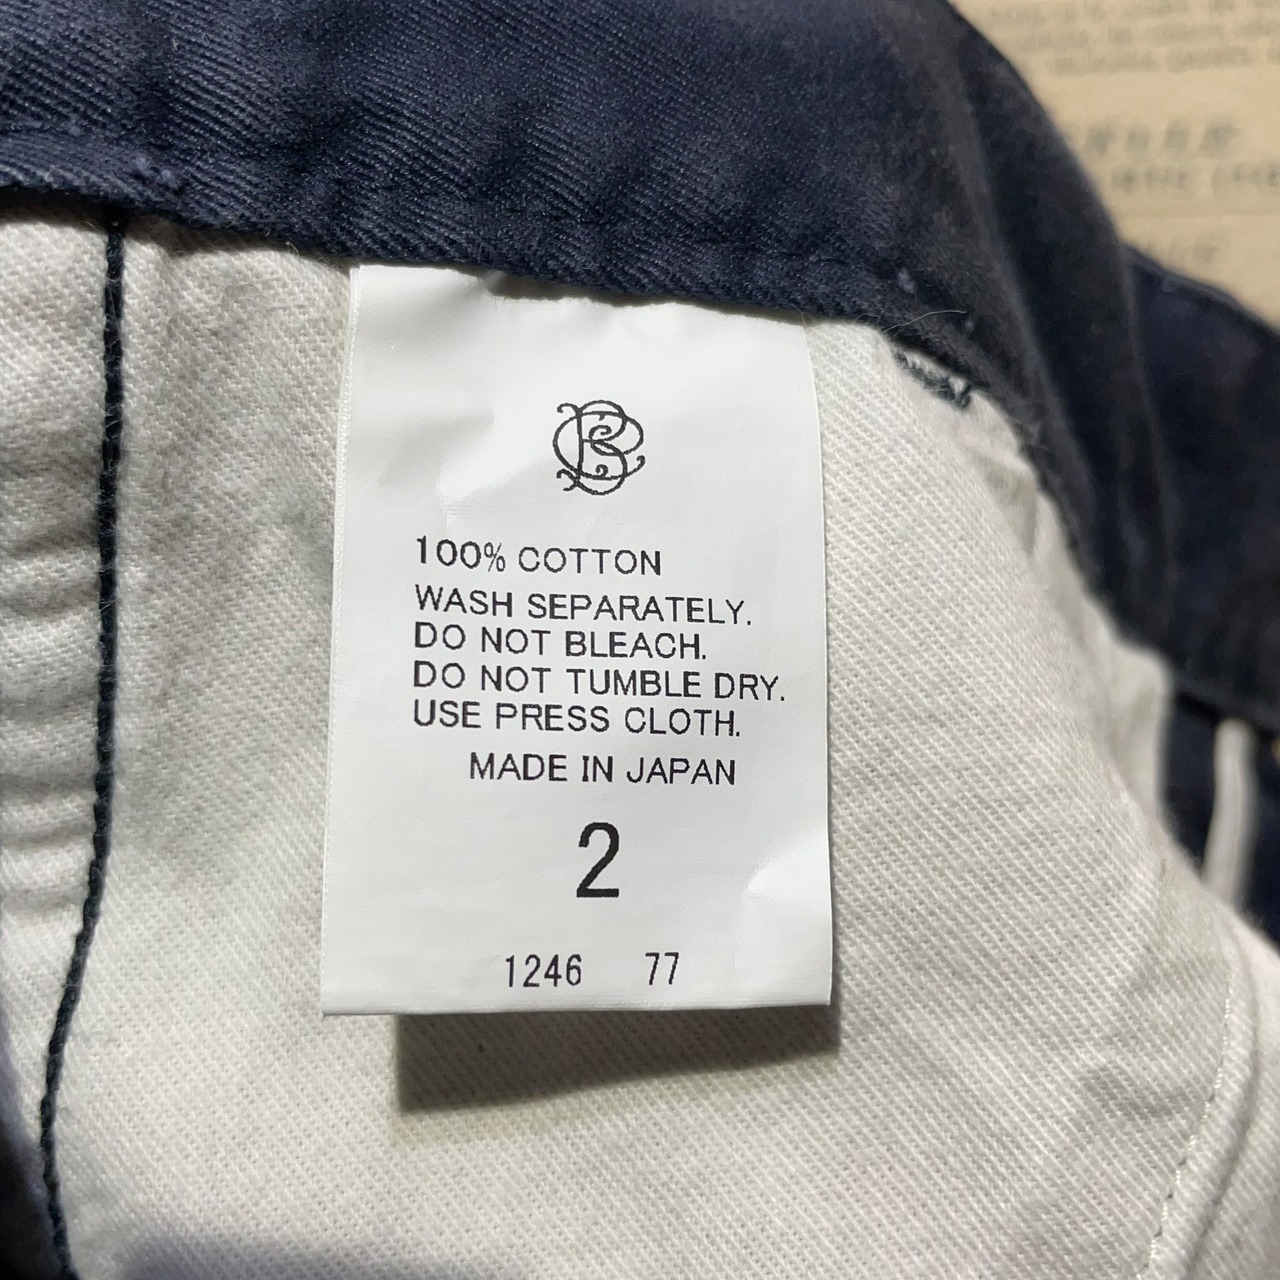 100% COTTON
WASH SEPARATELY.
DO NOT BLEACH.
DO NOT TUMBLE DRY.
USE PRESS CLOTH.
MADE IN JAPAN
2
1246 77